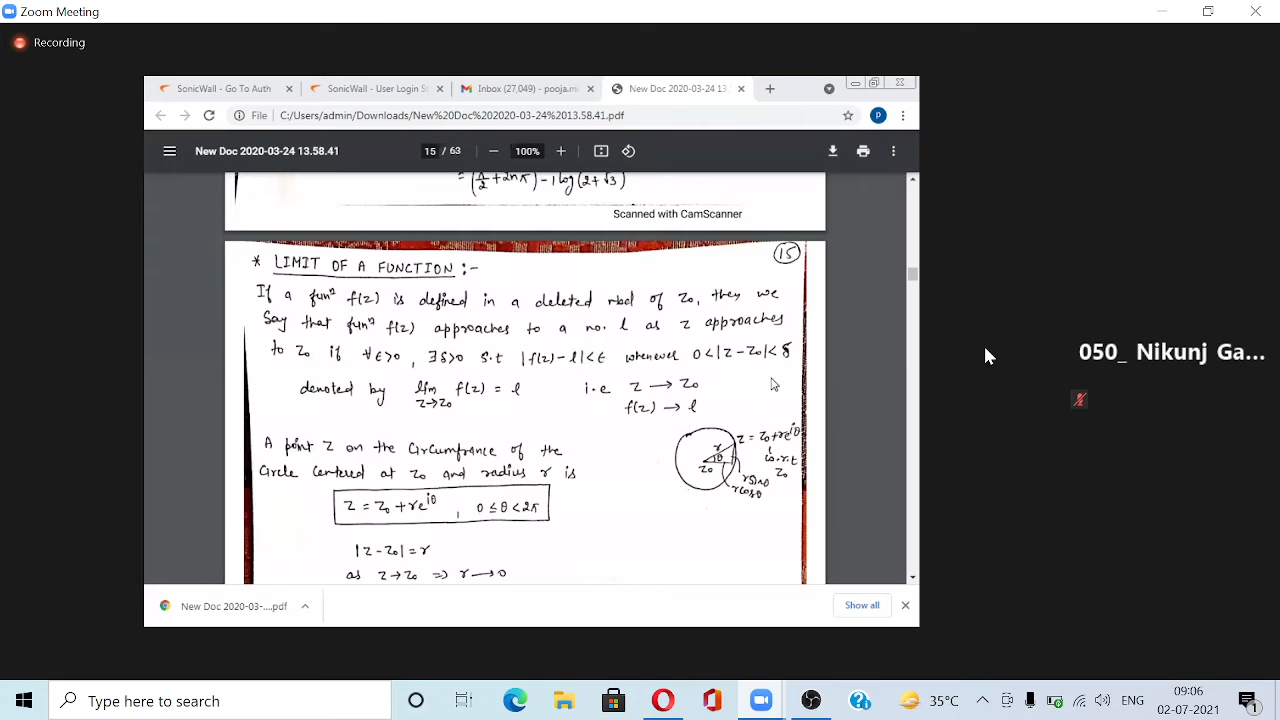 Zoom Meeting
Recording
SonicWall - Go To Auth
SonicWall - User Login St
Inbox (27,049) - pooja.mi
New Doc 2020-03-24 13.
File C:/Users/admin/Downloads/New%20Doc%202020-03-24%2013.58.41.pdf
P
New Doc 2020-03-24 13.58.41
15 / 63
100%
= (π/2 + 2nπ) - i log(2+√3)
Scanned with CamScanner
15
* LIMIT OF A FUNCTION :-
If a funⁿ f(z) is defined in a deleted nbd of z₀, then we
Say that funⁿ f(z) approaches to a no. l as z approaches
to z₀ if ∀ε>0, ∃δ>0 s.t |f(z)-l|<ε whenever 0<|z-z₀|<δ
denoted by lim z→z₀ f(z) = l i.e z → z₀
f(z) → l
A point z on the Circumfrance of the
Circle Centered at z₀ and radius r is
z = z₀ + re^iθ , 0 ≤ θ < 2π
r
θ
z₀
z = z₀+re^iθ
w.r.t
z₀
rsinθ
rcosθ
|z-z₀| = r
as z→z₀ ⇒ r→0
050_ Nikunj Ga...
New Doc 2020-03-....pdf
Show all
Type here to search
35°C
ENG
09:06
02-07-2021
1